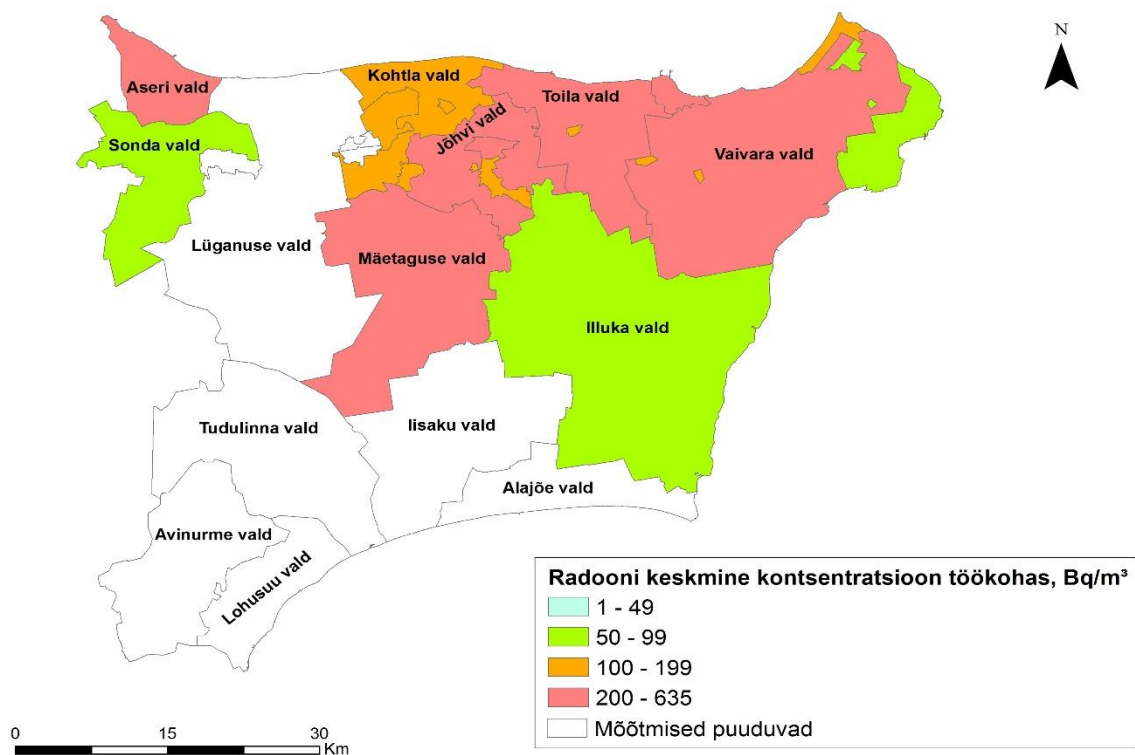 N
Kohtla vald
Aseri vald
Toila vald
Jõhvi vald
Sonda vald
Vaivara vald
Lüganuse vald
Mäetaguse vald
Illuka vald
Tudulinna vald
Iisaku vald
Alajõe vald
Avinurme vald
Lohusuu vald
Radooni keskmine kontsentratsioon töökohas, Bq/m³
1 - 49
50 - 99
100 - 199
200 - 635
Mõõtmised puuduvad
0 15 30
Km